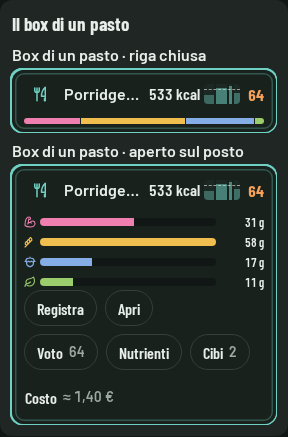 Il box di un pasto
Box di un pasto · riga chiusa
Porridge… 533 kcal 64
Box di un pasto · aperto sul posto
Porridge… 533 kcal 64
31 g
58 g
17 g
11 g
Registra Apri
Voto 64 Nutrienti Cibi 2
Costo ≈ 1,40 €